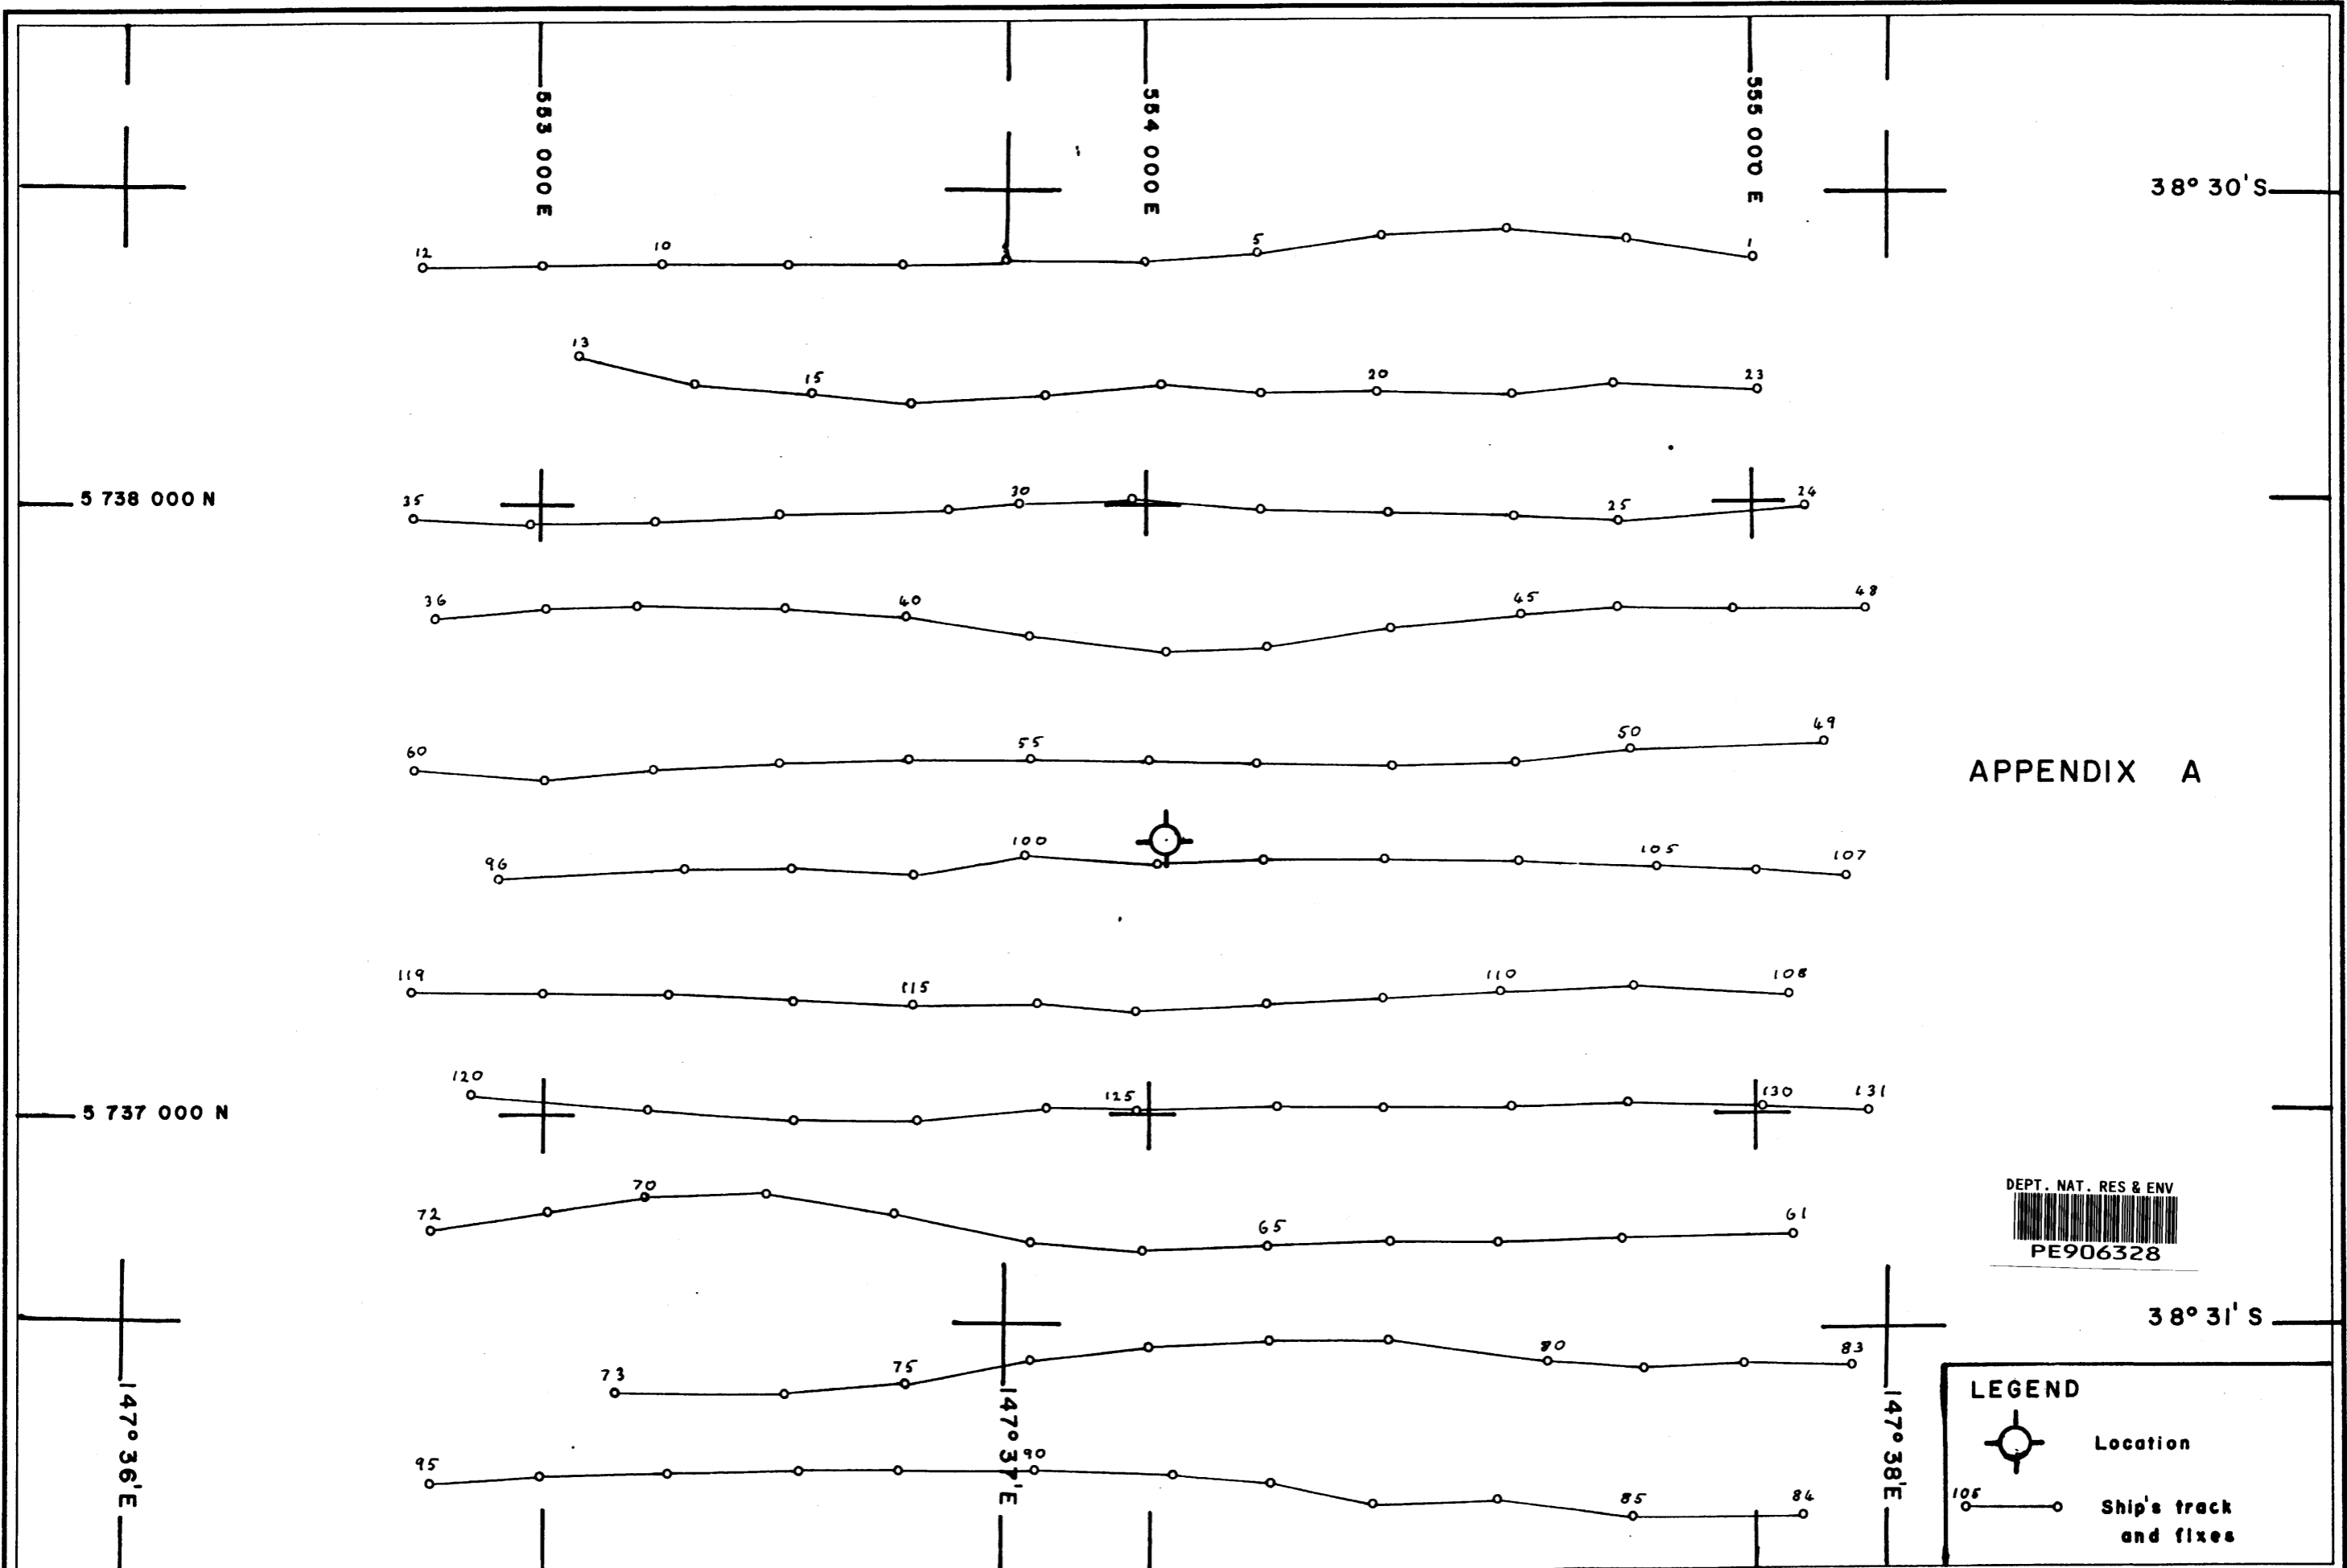 553 000 E
554 000 E
555 000 E
38° 30' S
12
10
5
1
13
15
20
23
5 738 000 N
35
30
25
24
36
40
45
48
60
55
50
49
APPENDIX A
96
100
105
107
119
115
110
108
120
125
130
131
5 737 000 N
72
70
65
61
DEPT. NAT. RES & ENV
PE906328
38° 31' S
73
75
80
83
147° 36' E
147° 37' E
147° 38' E
95
90
85
84
LEGEND
Location
106
Ship's track
and fixes